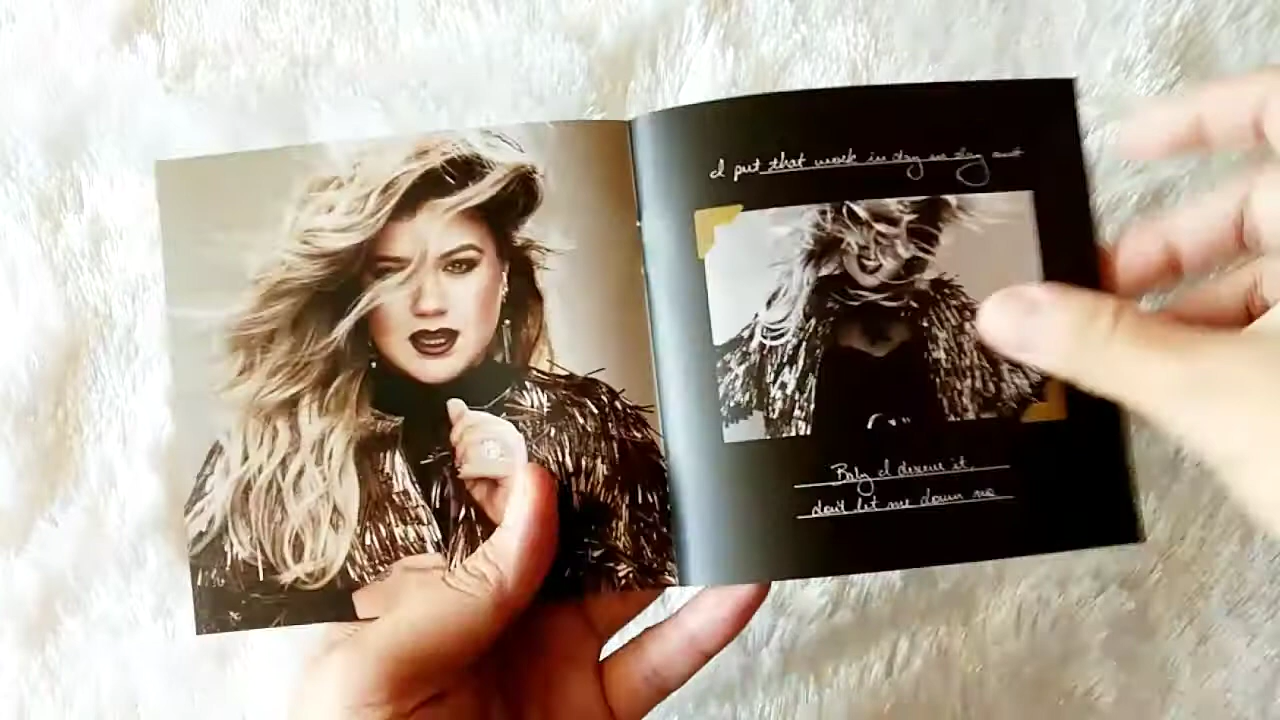 I put that work in day in day out
Baby I deserve it,
don't let me down no